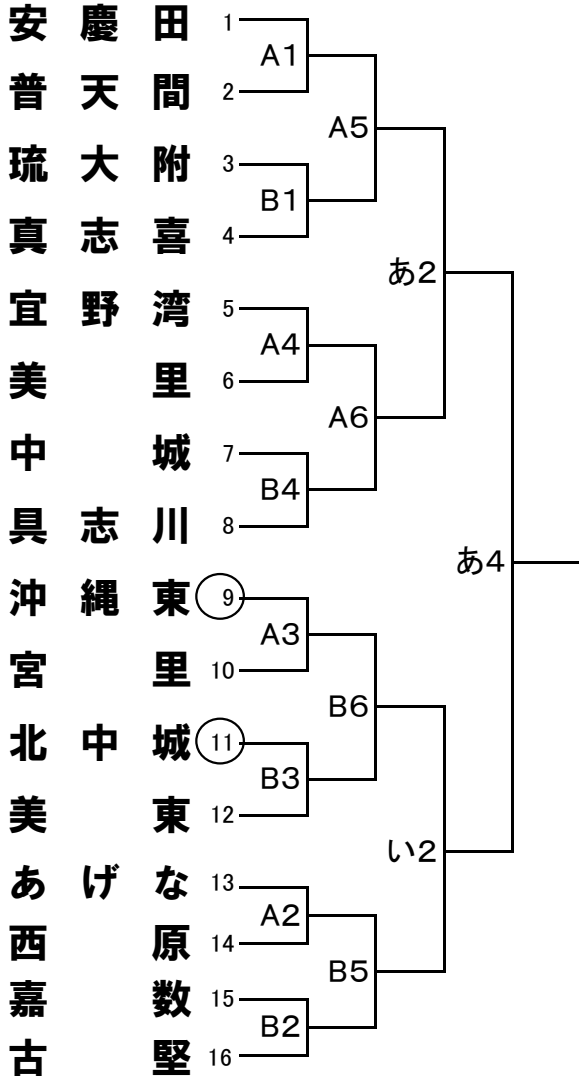 安慶田 1
A1
普天間 2
A5
琉大附 3
B1
真志喜 4
あ2
宜野湾 5
A4
美里 6
A6
中城 7
B4
具志川 8
あ4
沖縄東 9
A3
宮里 10
B6
北中城 11
B3
美東 12
い2
あげな 13
A2
西原 14
B5
嘉数 15
B2
古堅 16